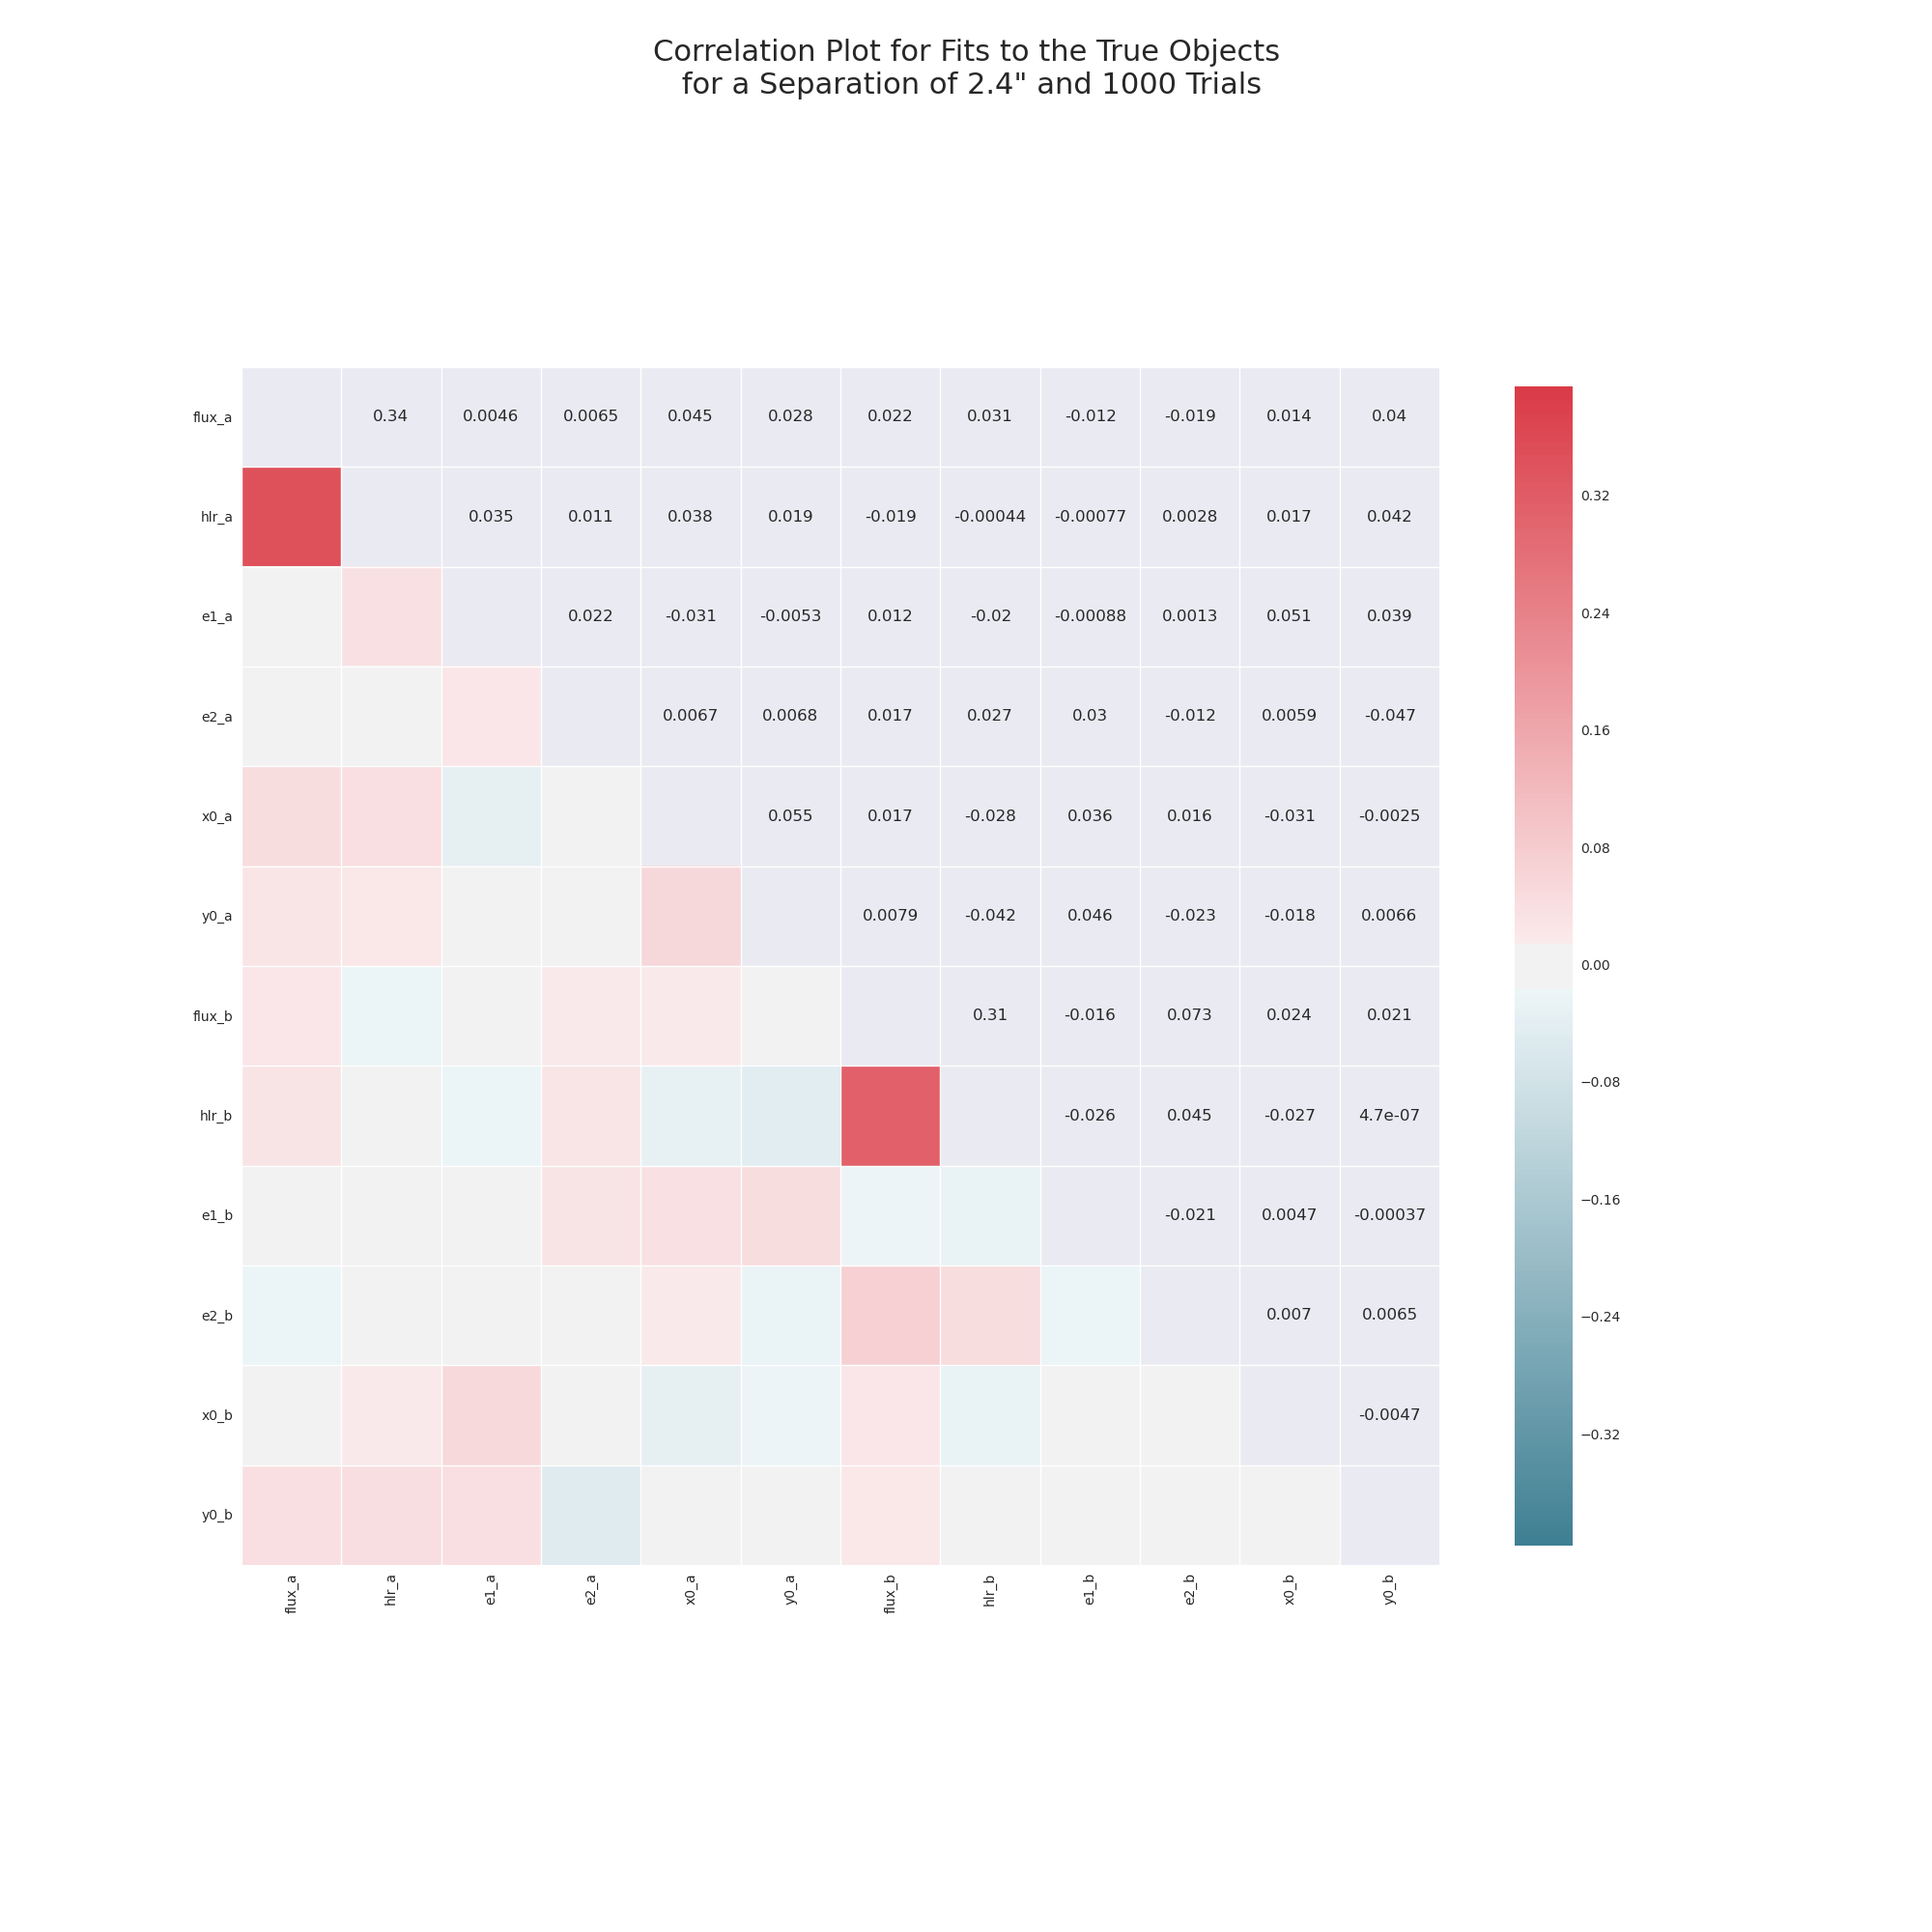 Correlation Plot for Fits to the True Objects
for a Separation of 2.4" and 1000 Trials
flux_a 0.34 0.0046 0.0065 0.045 0.028 0.022 0.031 -0.012 -0.019 0.014 0.04
hlr_a 0.035 0.011 0.038 0.019 -0.019 -0.00044 -0.00077 0.0028 0.017 0.042
e1_a 0.022 -0.031 -0.0053 0.012 -0.02 -0.00088 0.0013 0.051 0.039
e2_a 0.0067 0.0068 0.017 0.027 0.03 -0.012 0.0059 -0.047
x0_a 0.055 0.017 -0.028 0.036 0.016 -0.031 -0.0025
y0_a 0.0079 -0.042 0.046 -0.023 -0.018 0.0066
flux_b 0.31 -0.016 0.073 0.024 0.021
hlr_b -0.026 0.045 -0.027 4.7e-07
e1_b -0.021 0.0047 -0.00037
e2_b 0.007 0.0065
x0_b -0.0047
y0_b
flux_a hlr_a e1_a e2_a x0_a y0_a flux_b hlr_b e1_b e2_b x0_b y0_b
0.32
0.24
0.16
0.08
0.00
−0.08
−0.16
−0.24
−0.32